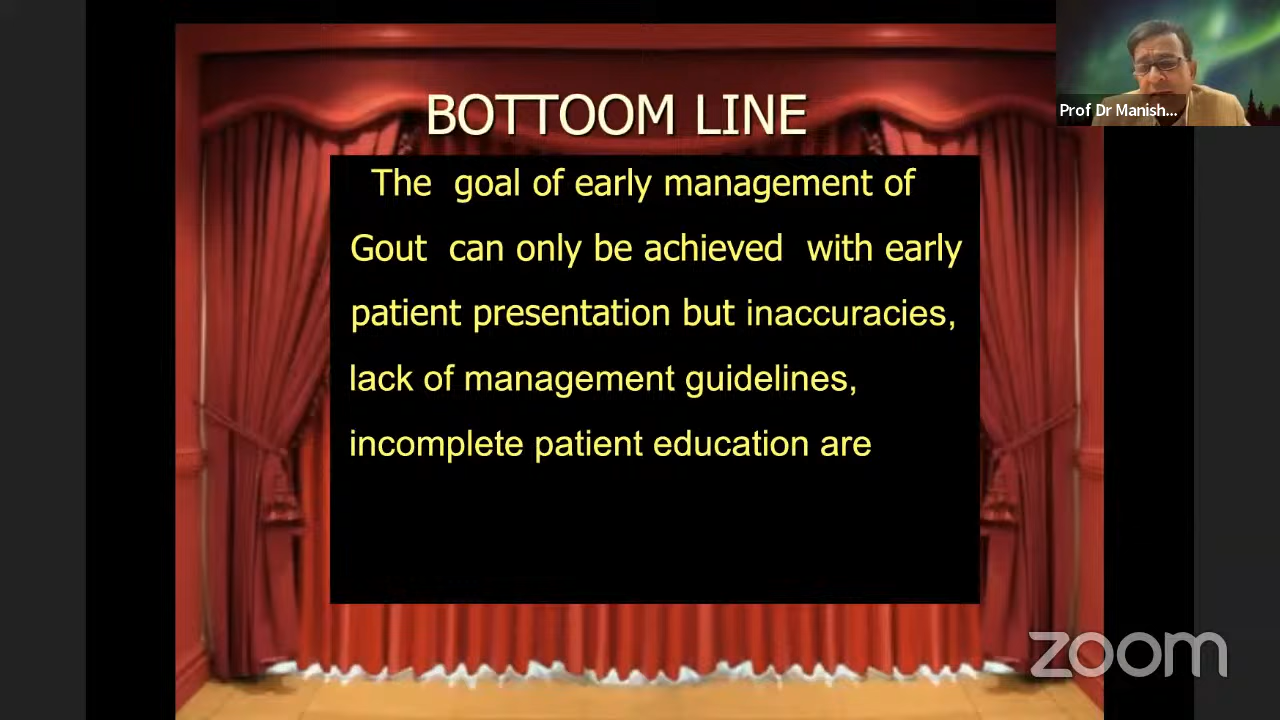 BOTTOOM LINE
The goal of early management of
Gout can only be achieved with early
patient presentation but inaccuracies,
lack of management guidelines,
incomplete patient education are
Prof Dr Manish...
zoom